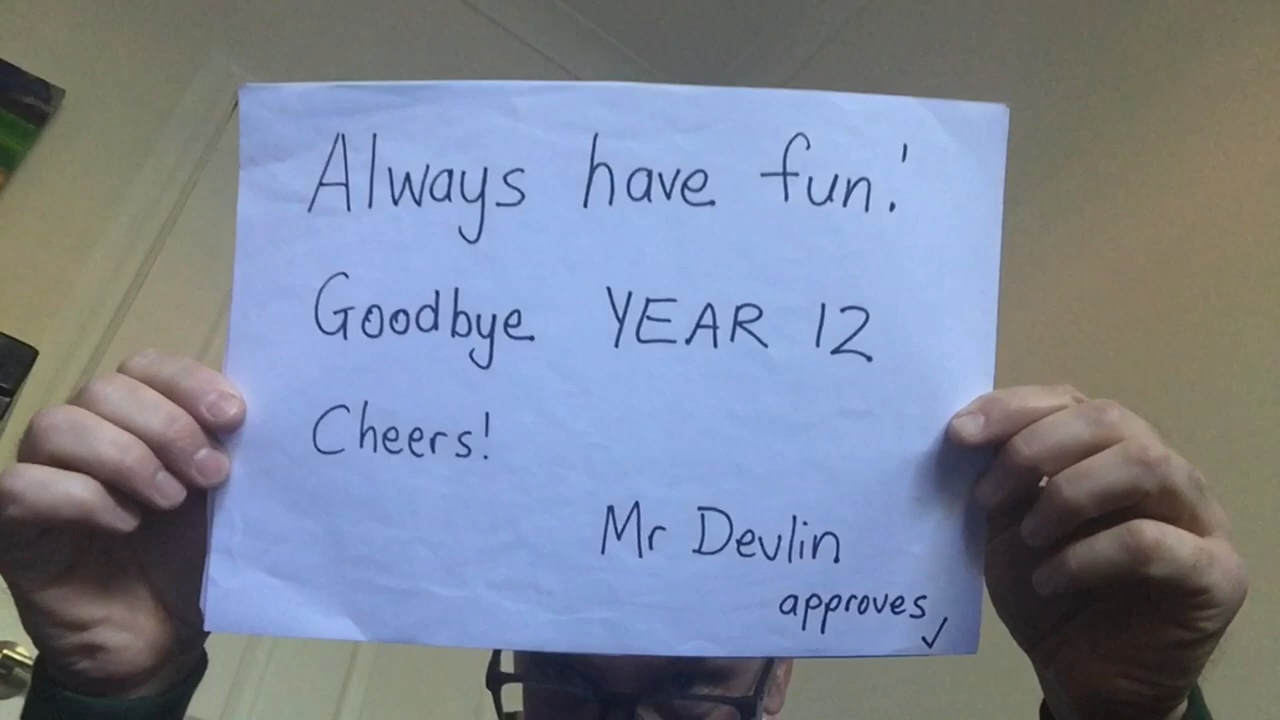 Always have fun!
Goodbye YEAR 12
Cheers!
Mr Devlin
approves ✓